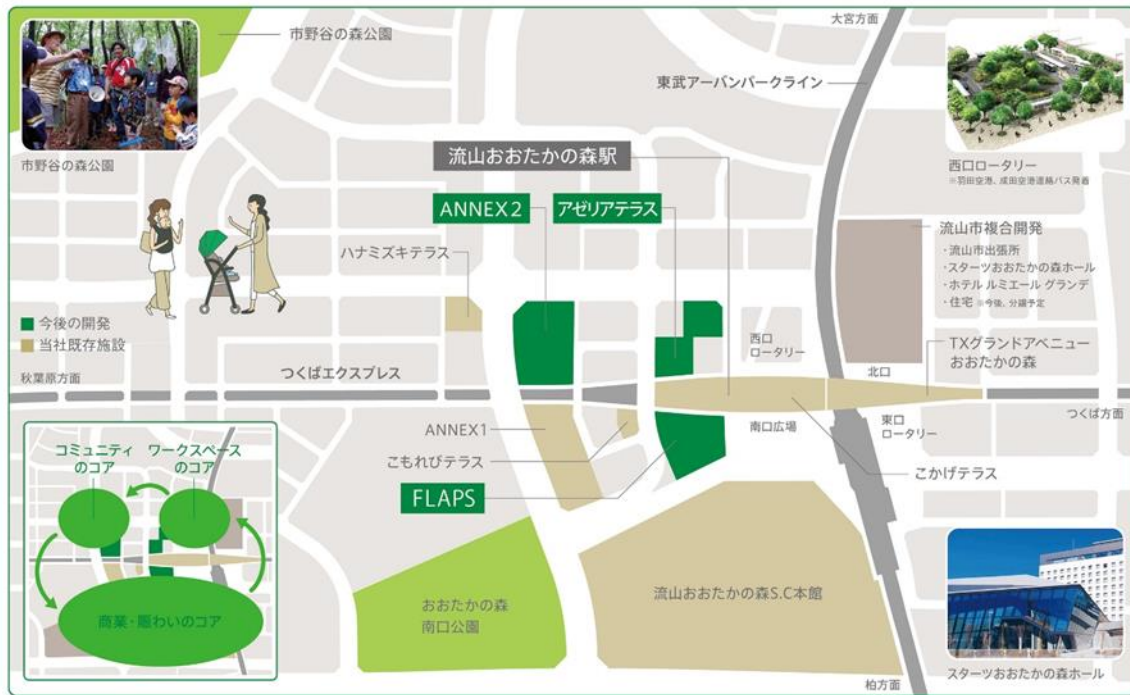 市野谷の森公園
大宮方面
東武アーバンパークライン
市野谷の森公園
西口ロータリー
※羽田空港、成田空港直通バス発着
流山おおたかの森駅
ANNEX2
アゼリアテラス
ハナミズキテラス
流山市複合開発
・流山市出張所
・スターツおおたかの森ホール
・ホテル ルミエール グランデ
・住宅 ※今後、分譲予定
今後の開発
当社既存施設
西口
ロータリー
TXグランドアベニュー
おおたかの森
秋葉原方面
つくばエクスプレス
北口
つくば方面
ANNEX1
南口広場
東口
ロータリー
こもれびテラス
こかげテラス
FLAPS
コミュニティ
のコア
ワークスペース
のコア
商業・賑わいのコア
おおたかの森
南口公園
流山おおたかの森S.C本館
スターツおおたかの森ホール
柏方面